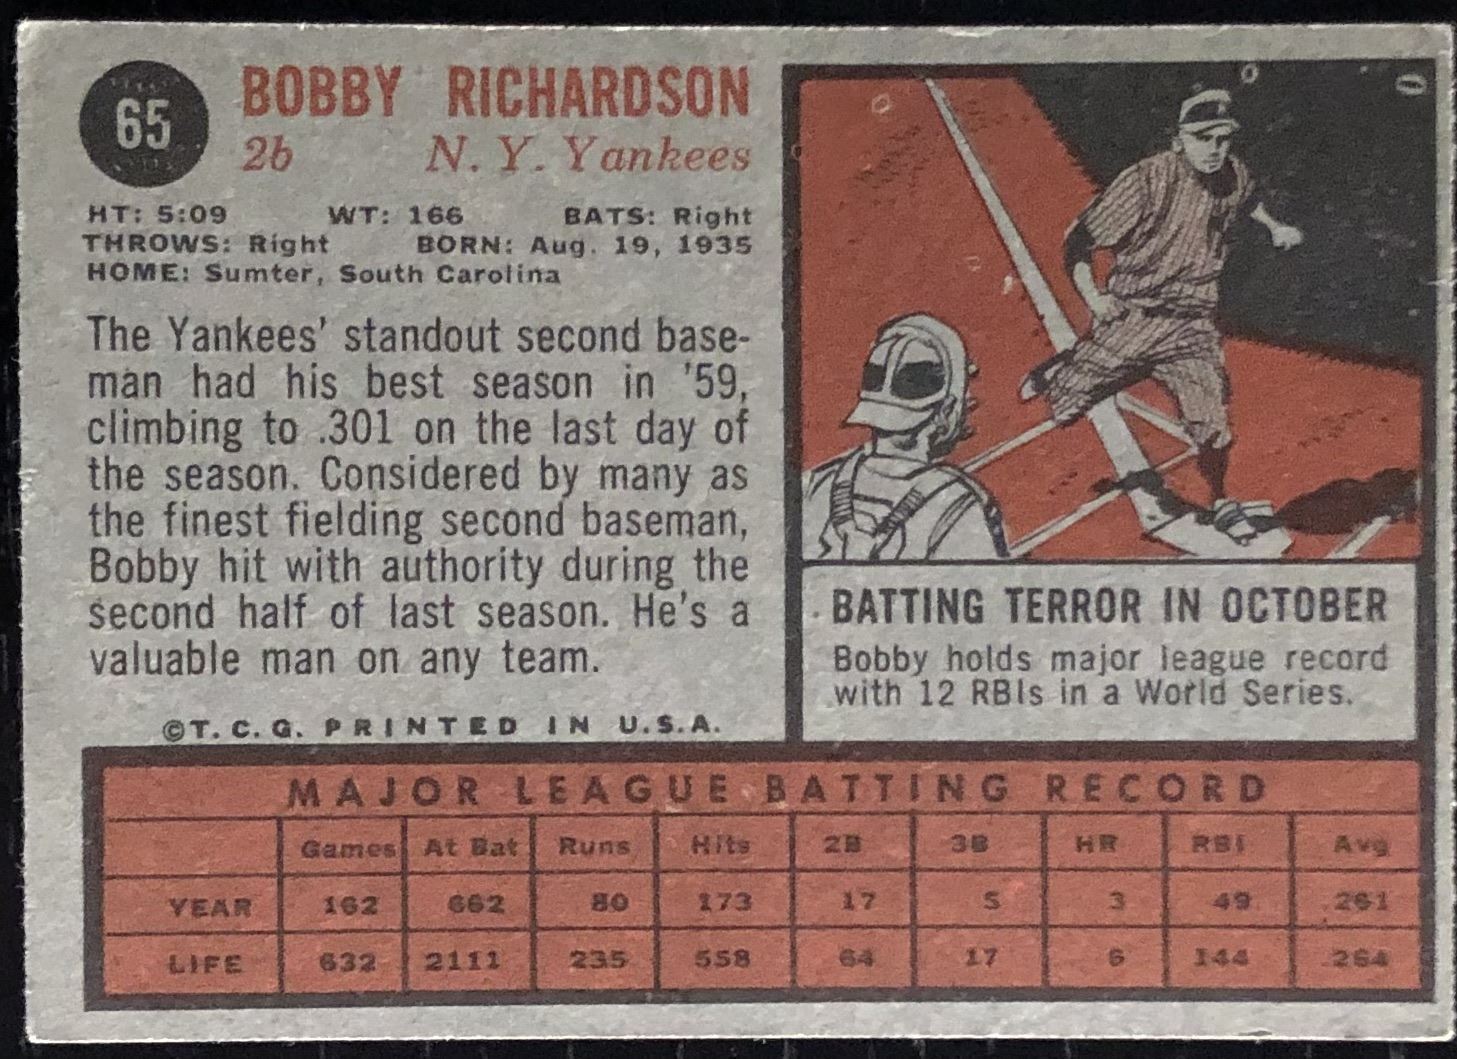 65
BOBBY RICHARDSON
2b N. Y. Yankees
HT: 5:09 WT: 166 BATS: Right
THROWS: Right BORN: Aug. 19, 1935
HOME: Sumter, South Carolina
The Yankees' standout second base-
man had his best season in '59,
climbing to .301 on the last day of
the season. Considered by many as
the finest fielding second baseman,
Bobby hit with authority during the
second half of last season. He's a
valuable man on any team.
©T. C. G. PRINTED IN U.S.A.
BATTING TERROR IN OCTOBER
Bobby holds major league record
with 12 RBIs in a World Series.
MAJOR LEAGUE BATTING RECORD
Games At Bat Runs Hits 2B 3B HR RBI Avg
YEAR 162 662 80 173 17 5 3 49 .261
LIFE 632 2111 235 558 64 17 6 144 .264